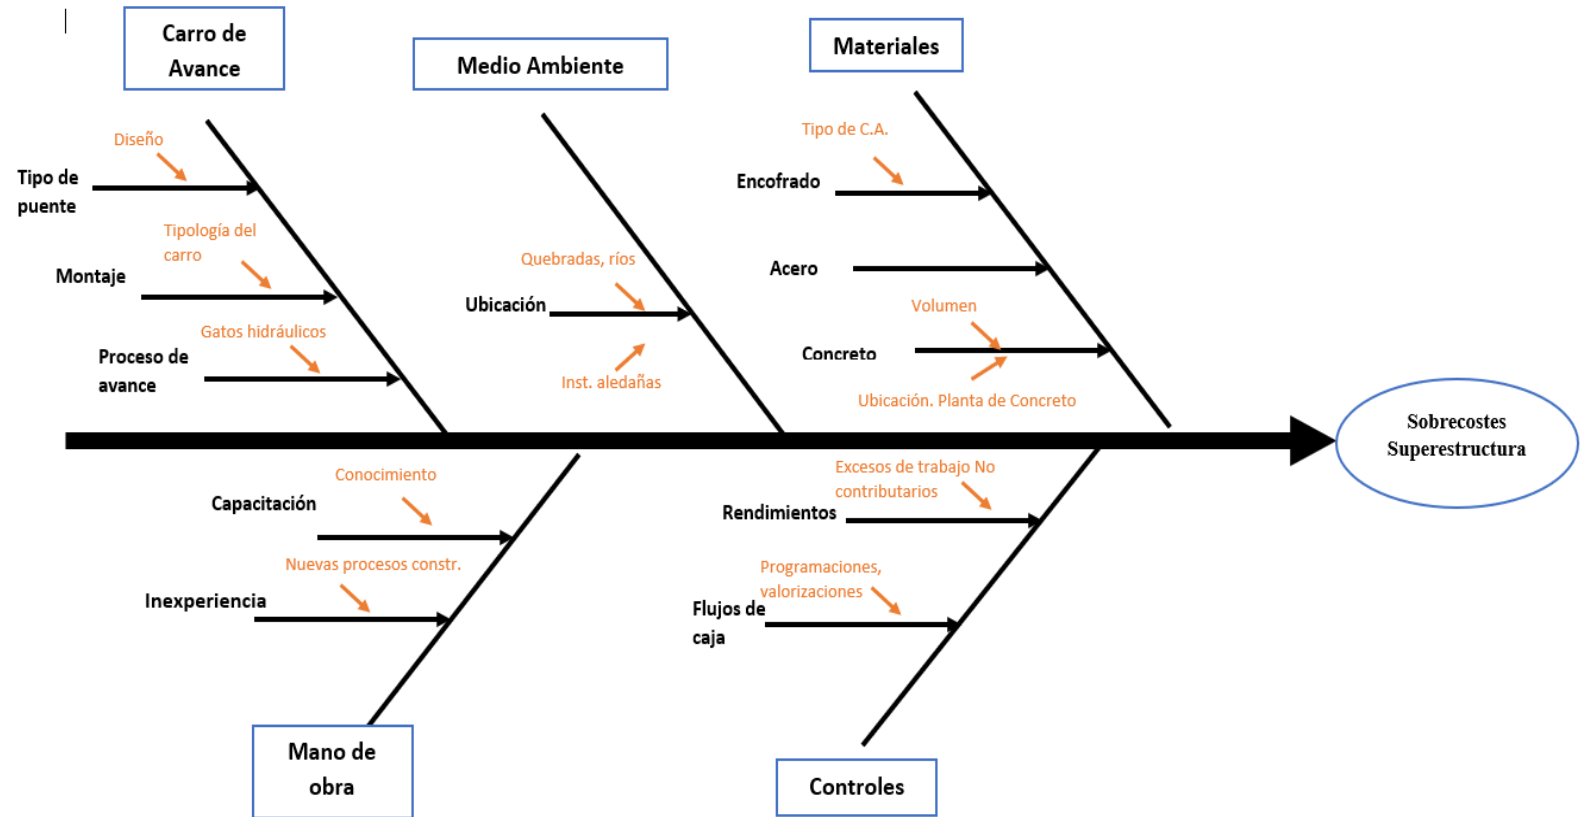 Carro de
Avance
Medio Ambiente
Materiales
Diseño
Tipo de
puente
Tipología del
carro
Montaje
Gatos hidráulicos
Proceso de
avance
Quebradas, ríos
Ubicación
Inst. aledañas
Tipo de C.A.
Encofrado
Acero
Volumen
Concreto
Ubicación. Planta de Concreto
Sobrecostes
Superestructura
Conocimiento
Capacitación
Nuevas procesos constr.
Inexperiencia
Excesos de trabajo No
contributarios
Rendimientos
Programaciones,
valorizaciones
Flujos de
caja
Mano de
obra
Controles